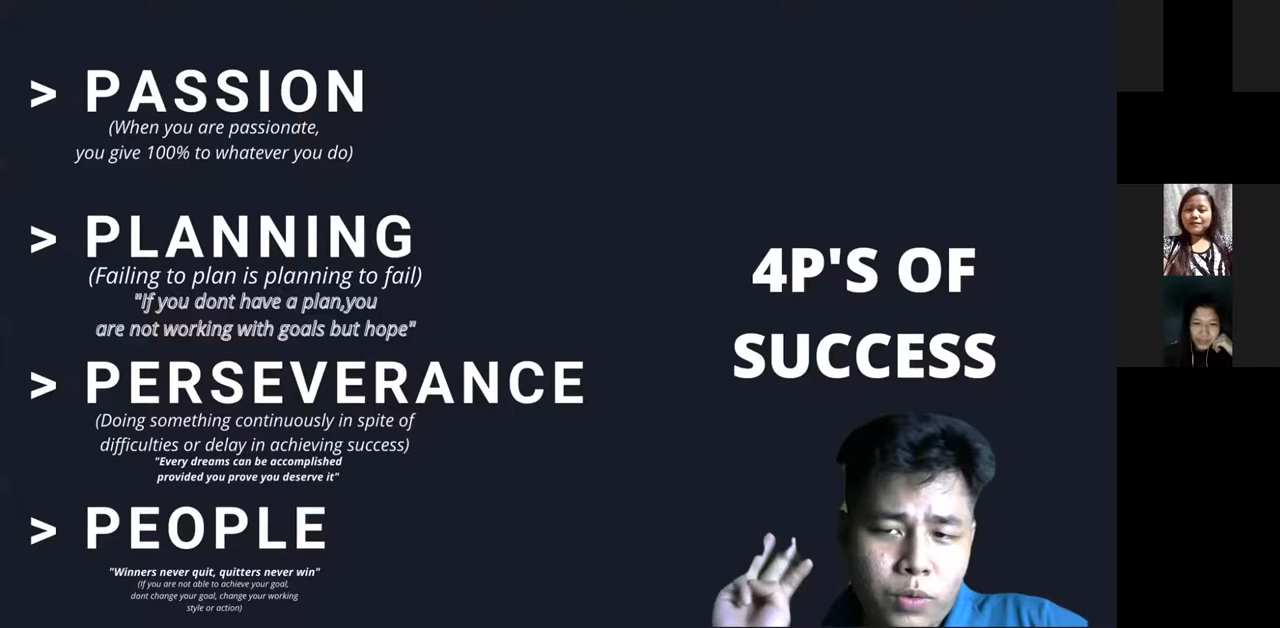 > PASSION
(When you are passionate,
you give 100% to whatever you do)
> PLANNING
(Failing to plan is planning to fail)
"If you dont have a plan,you
are not working with goals but hope"
> PERSEVERANCE
(Doing something continuously in spite of
difficulties or delay in achieving success)
"Every dreams can be accomplished
provided you prove you deserve it"
> PEOPLE
"Winners never quit, quitters never win"
(If you are not able to achieve your goal,
dont change your goal, change your working
style or action)
4P'S OF
SUCCESS